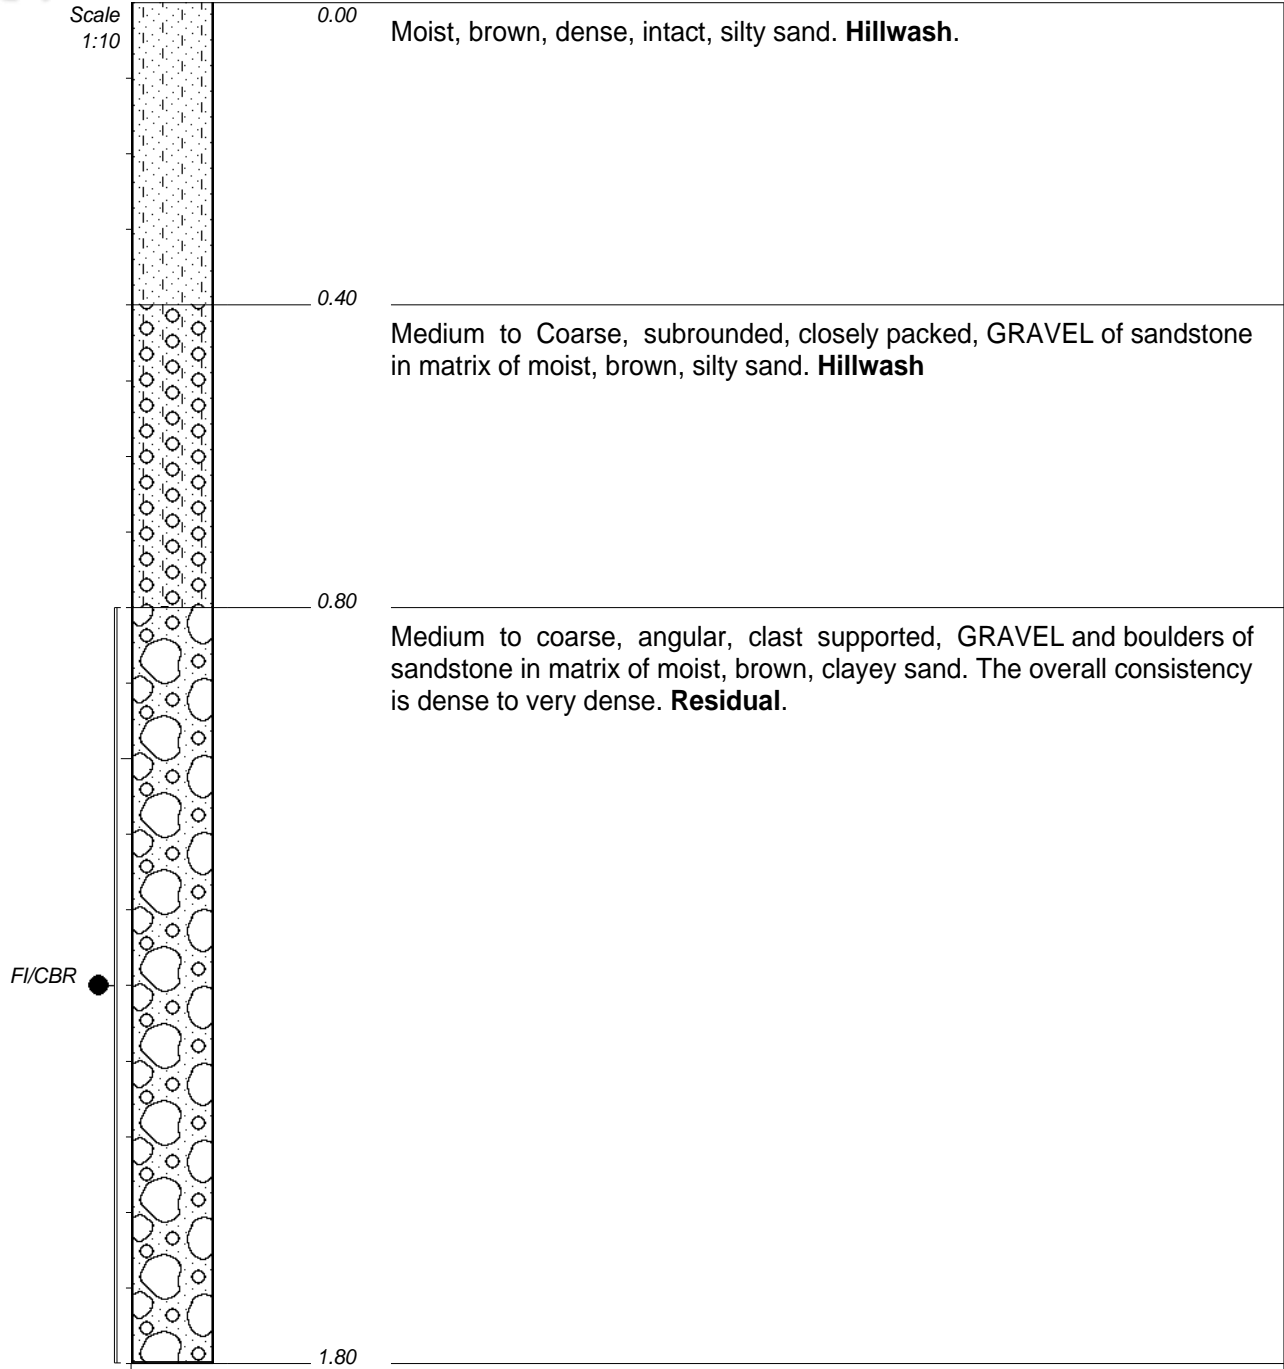 Scale
1:10
0.00
Moist, brown, dense, intact, silty sand. Hillwash.
0.40
Medium to Coarse, subrounded, closely packed, GRAVEL of sandstone
in matrix of moist, brown, silty sand. Hillwash
0.80
Medium to coarse, angular, clast supported, GRAVEL and boulders of
sandstone in matrix of moist, brown, clayey sand. The overall consistency
is dense to very dense. Residual.
FI/CBR
1.80